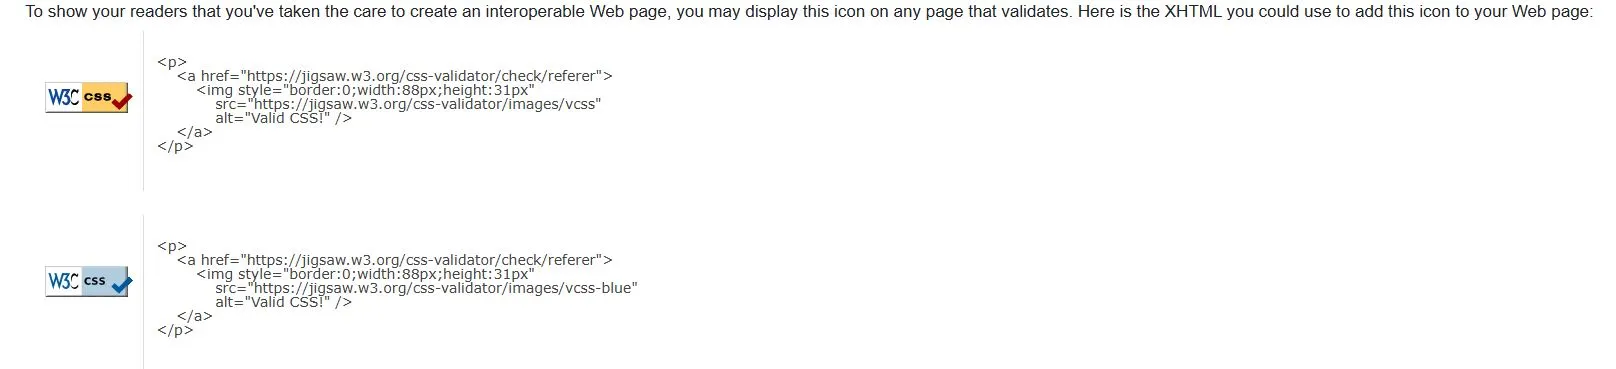 To show your readers that you've taken the care to create an interoperable Web page, you may display this icon on any page that validates. Here is the XHTML you could use to add this icon to your Web page:
W3C css
<p>
<a href="https://jigsaw.w3.org/css-validator/check/referer">
<img style="border:0;width:88px;height:31px"
src="https://jigsaw.w3.org/css-validator/images/vcss"
alt="Valid CSS!" />
</a>
</p>
W3C css
<p>
<a href="https://jigsaw.w3.org/css-validator/check/referer">
<img style="border:0;width:88px;height:31px"
src="https://jigsaw.w3.org/css-validator/images/vcss-blue"
alt="Valid CSS!" />
</a>
</p>